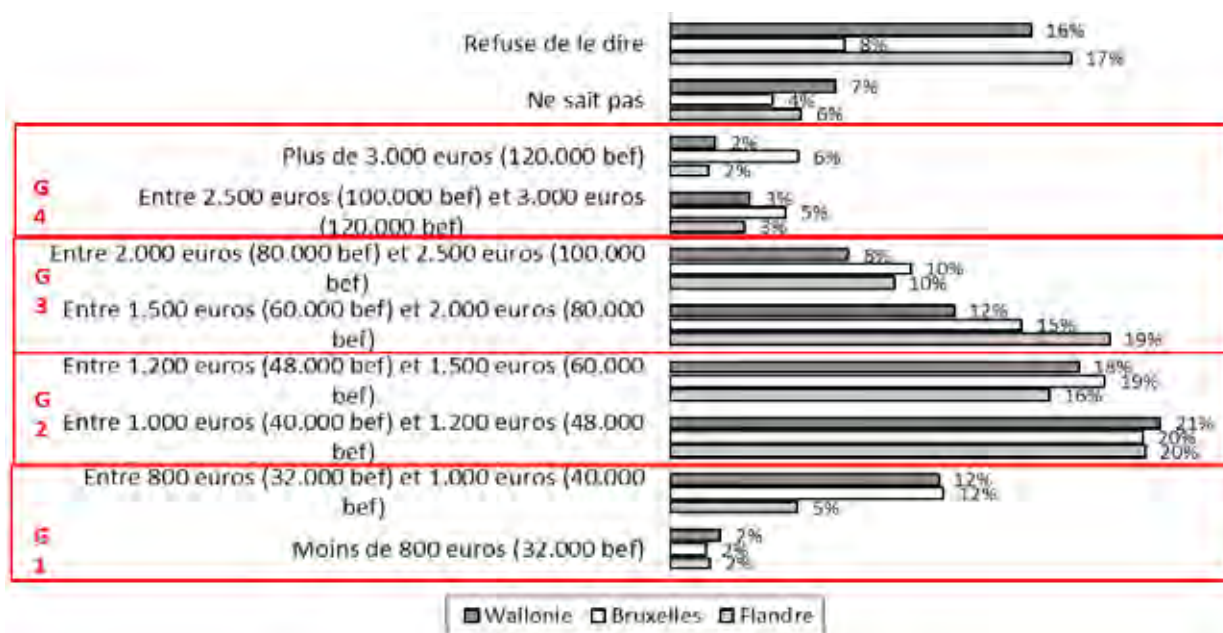 Refuse de le dire
16%
8%
17%
Ne sait pas
7%
4%
6%
Plus de 3.000 euros (120.000 bef)
2%
6%
2%
G
4
Entre 2.500 euros (100.000 bef) et 3.000 euros
(120.000 bef)
3%
5%
3%
G
3
Entre 2.000 euros (80.000 bef) et 2.500 euros (100.000
bef)
8%
10%
10%
Entre 1.500 euros (60.000 bef) et 2.000 euros (80.000
bef)
12%
15%
19%
G
2
Entre 1.200 euros (48.000 bef) et 1.500 euros (60.000
bef)
18%
19%
16%
Entre 1.000 euros (40.000 bef) et 1.200 euros (48.000
bef)
21%
20%
20%
G
1
Entre 800 euros (32.000 bef) et 1.000 euros (40.000
bef)
12%
12%
5%
Moins de 800 euros (32.000 bef)
2%
2%
2%
Wallonie Bruxelles Flandre